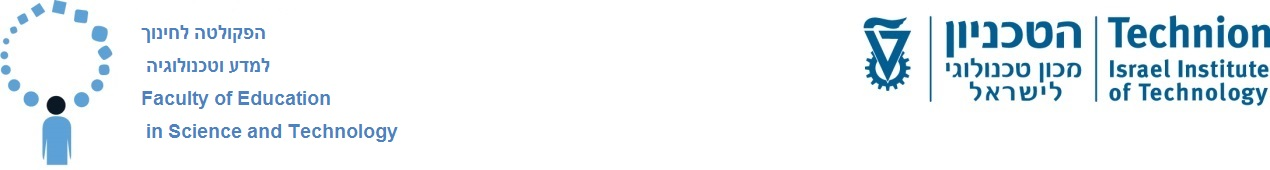 הפקולטה לחינוך
למדע וטכנולוגיה
Faculty of Education
in Science and Technology
הטכניון
מכון טכנולוגי
לישראל
Technion
Israel Institute
of Technology